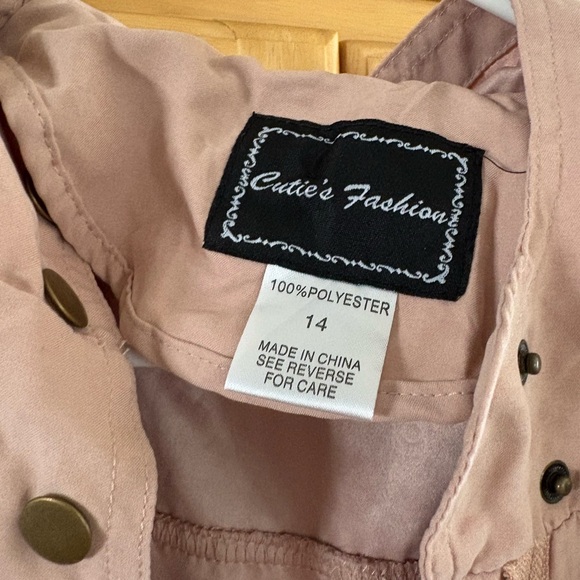 Cutie's Fashion
100%POLYESTER
14
MADE IN CHINA
SEE REVERSE
FOR CARE